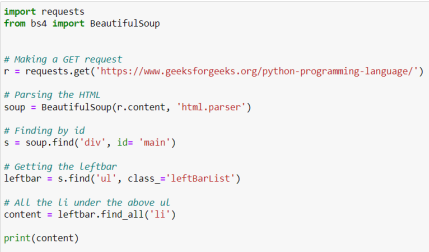 import requests
from bs4 import BeautifulSoup
# Making a GET request
r = requests.get('https://www.geeksforgeeks.org/python-programming-language/')
# Parsing the HTML
soup = BeautifulSoup(r.content, 'html.parser')
# Finding by id
s = soup.find('div', id= 'main')
# Getting the leftbar
leftbar = s.find('ul', class_='leftBarList')
# All the li under the above ul
content = leftbar.find_all('li')
print(content)